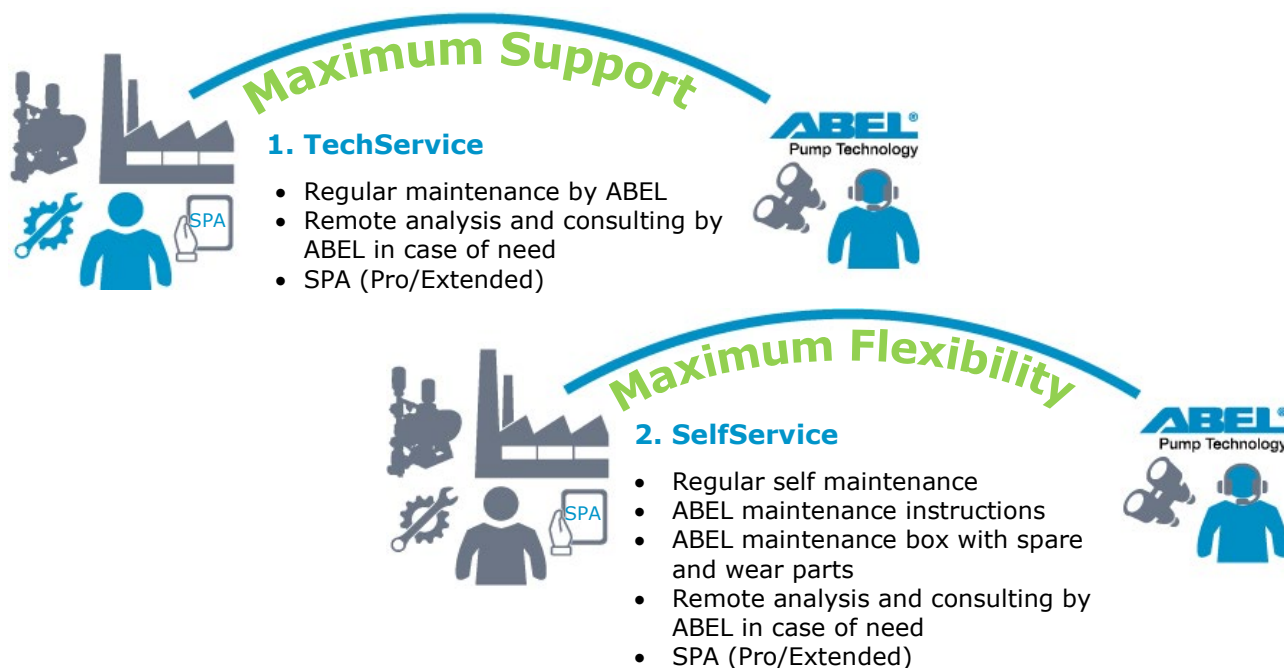 Maximum Support
ABEL®
Pump Technology
1. TechService
• Regular maintenance by ABEL
• Remote analysis and consulting by
ABEL in case of need
• SPA (Pro/Extended)
SPA
Maximum Flexibility
ABEL®
Pump Technology
2. SelfService
• Regular self maintenance
• ABEL maintenance instructions
• ABEL maintenance box with spare
and wear parts
• Remote analysis and consulting by
ABEL in case of need
• SPA (Pro/Extended)
SPA